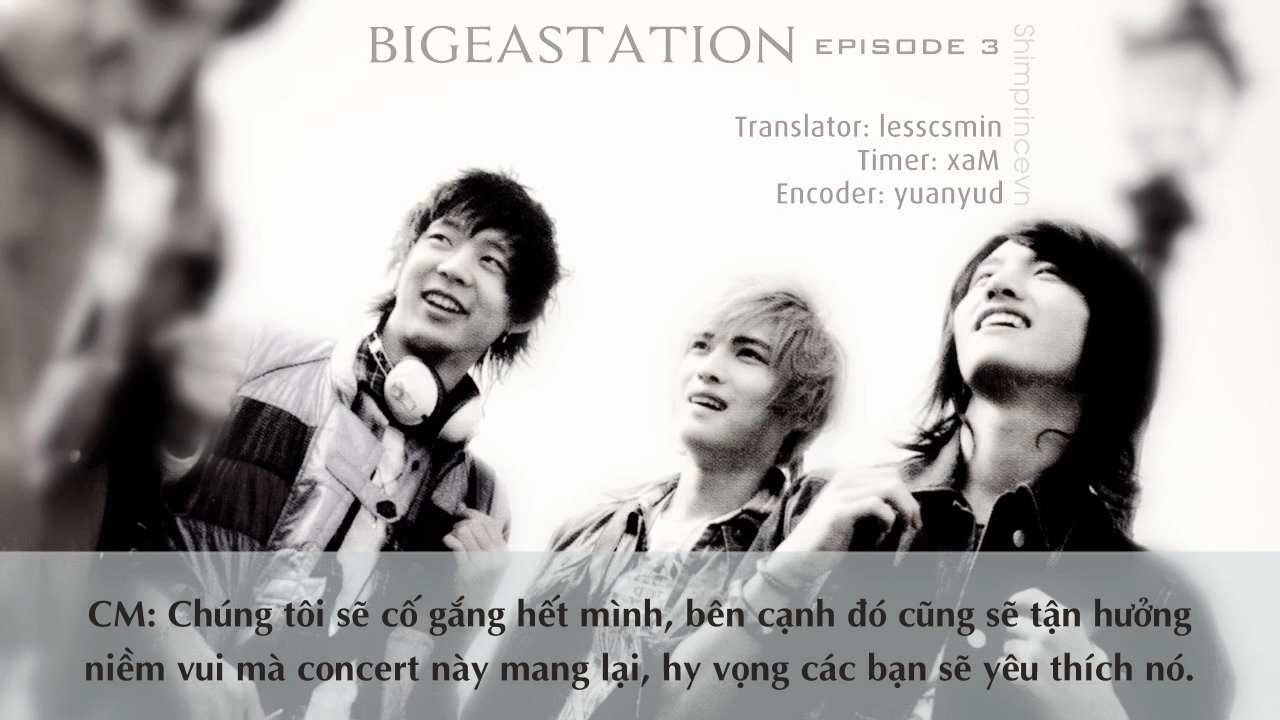 BIGEASTATION EPISODE 3
Shimprincevn
Translator: lesscsmin
Timer: xaM
Encoder: yuanyud
CM: Chúng tôi sẽ cố gắng hết mình, bên cạnh đó cũng sẽ tận hưởng
niềm vui mà concert này mang lại, hy vọng các bạn sẽ yêu thích nó.